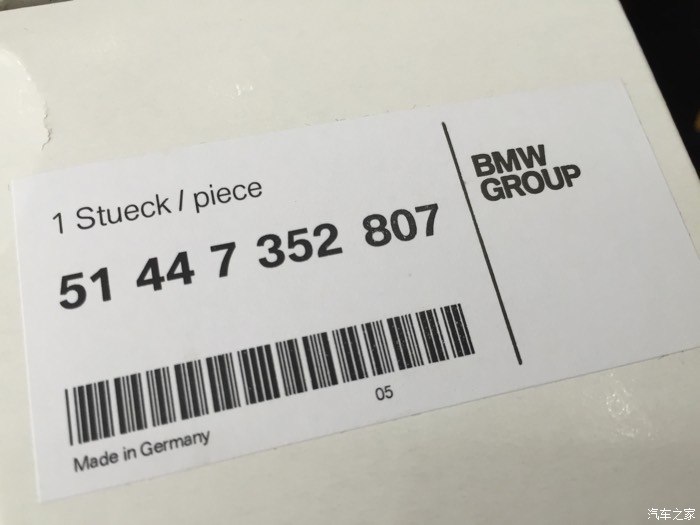 1 Stueck / piece
51 44 7 352 807
05
Made in Germany
BMW
GROUP
汽车之家